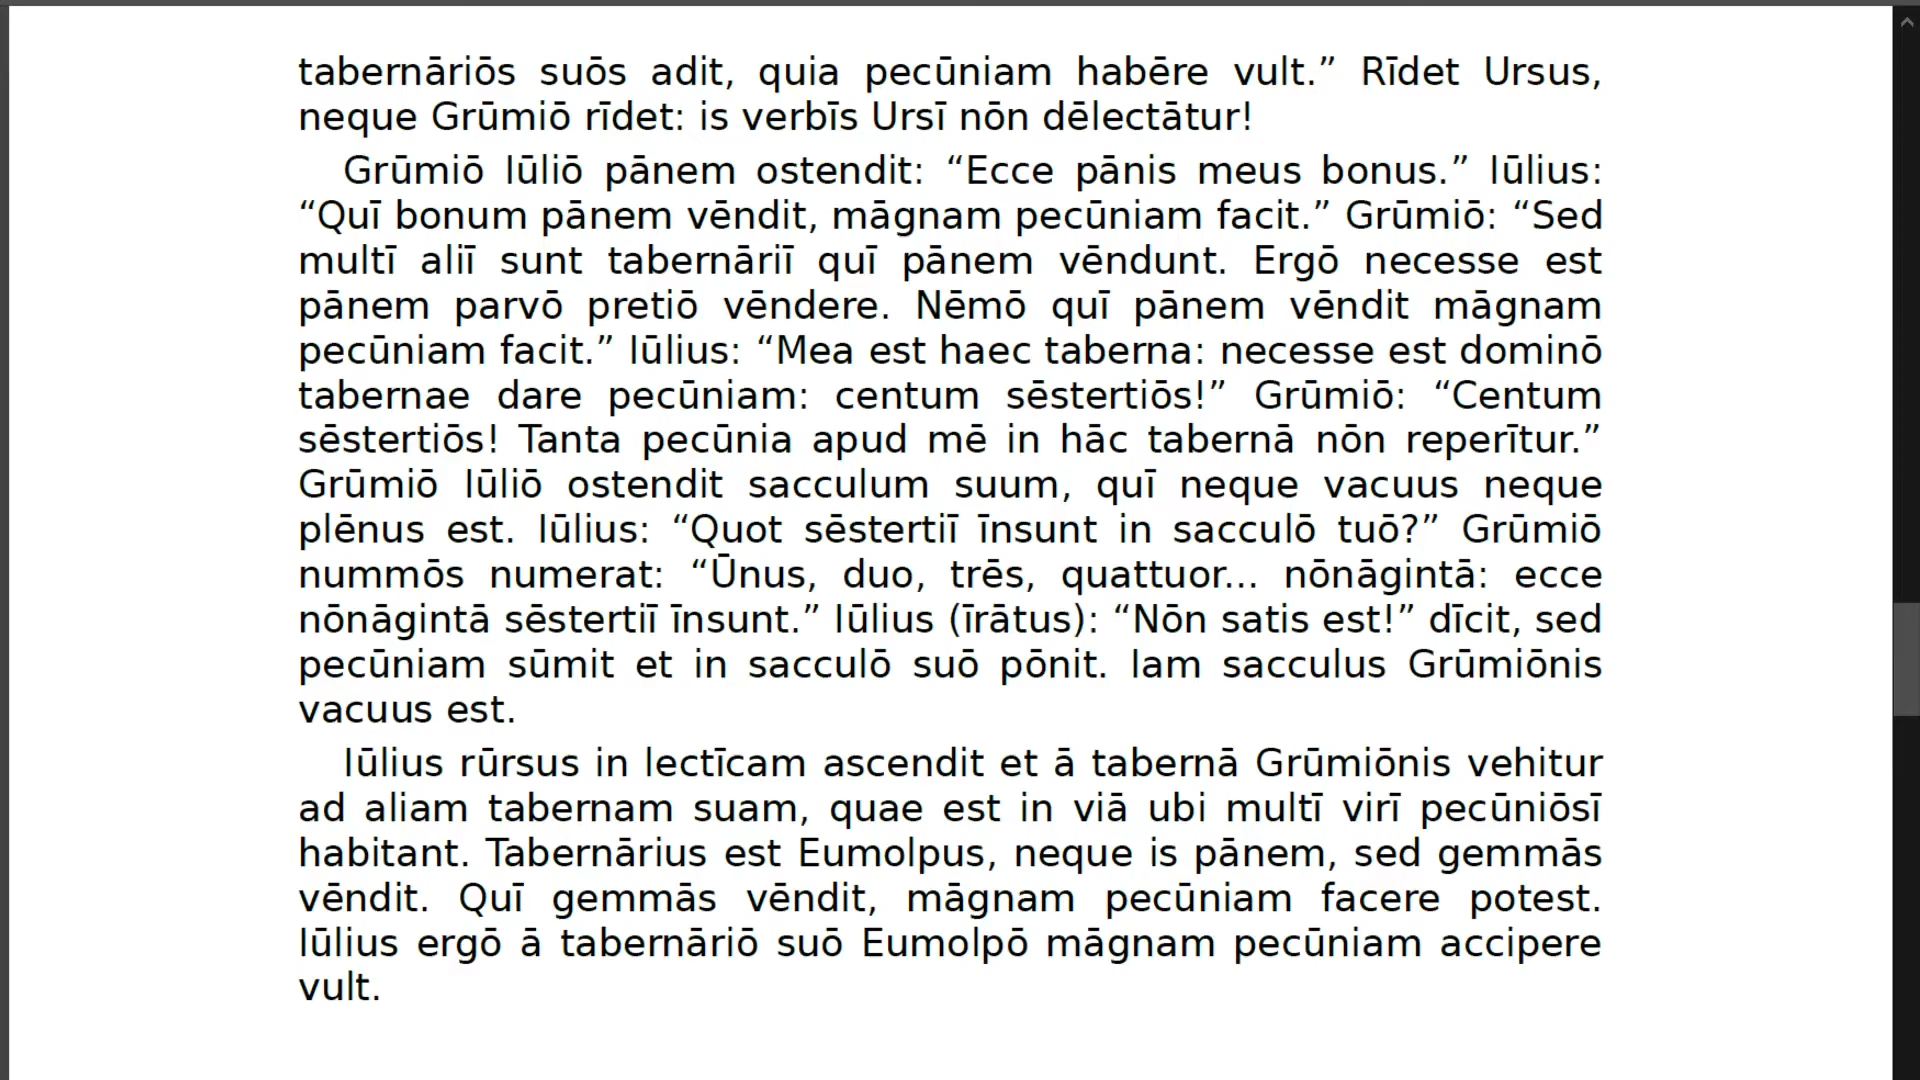 tabernāriōs suōs adit, quia pecūniam habēre vult.” Rīdet Ursus,
neque Grūmiō rīdet: is verbīs Ursī nōn dēlectātur!
Grūmiō Iūliō pānem ostendit: “Ecce pānis meus bonus.” Iūlius:
“Quī bonum pānem vēndit, māgnam pecūniam facit.” Grūmiō: “Sed
multī aliī sunt tabernāriī quī pānem vēndunt. Ergō necesse est
pānem parvō pretiō vēndere. Nēmō quī pānem vēndit māgnam
pecūniam facit.” Iūlius: “Mea est haec taberna: necesse est dominō
tabernae dare pecūniam: centum sēstertiōs!” Grūmiō: “Centum
sēstertiōs! Tanta pecūnia apud mē in hāc tabernā nōn reperītur.”
Grūmiō Iūliō ostendit sacculum suum, quī neque vacuus neque
plēnus est. Iūlius: “Quot sēstertiī īnsunt in sacculō tuō?” Grūmiō
nummōs numerat: “Ūnus, duo, trēs, quattuor... nōnāgintā: ecce
nōnāgintā sēstertiī īnsunt.” Iūlius (īrātus): “Nōn satis est!” dīcit, sed
pecūniam sūmit et in sacculō suō pōnit. Iam sacculus Grūmiōnis
vacuus est.
Iūlius rūrsus in lectīcam ascendit et ā tabernā Grūmiōnis vehitur
ad aliam tabernam suam, quae est in viā ubi multī virī pecūniōsī
habitant. Tabernārius est Eumolpus, neque is pānem, sed gemmās
vēndit. Quī gemmās vēndit, māgnam pecūniam facere potest.
Iūlius ergō ā tabernāriō suō Eumolpō māgnam pecūniam accipere
vult.